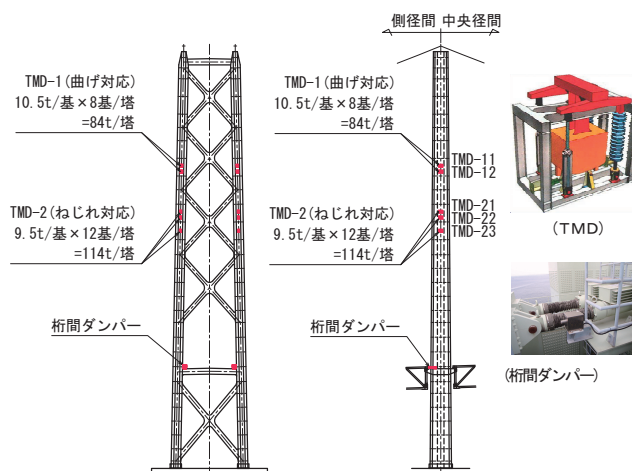 側径間 中央径間
TMD-1(曲げ対応)
10.5t/基×8基/塔
=84t/塔
TMD-2(ねじれ対応)
9.5t/基×12基/塔
=114t/塔
桁間ダンパー
TMD-1(曲げ対応)
10.5t/基×8基/塔
=84t/塔
TMD-11
TMD-12
TMD-21
TMD-22
TMD-23
TMD-2(ねじれ対応)
9.5t/基×12基/塔
=114t/塔
桁間ダンパー
(TMD)
(桁間ダンパー)